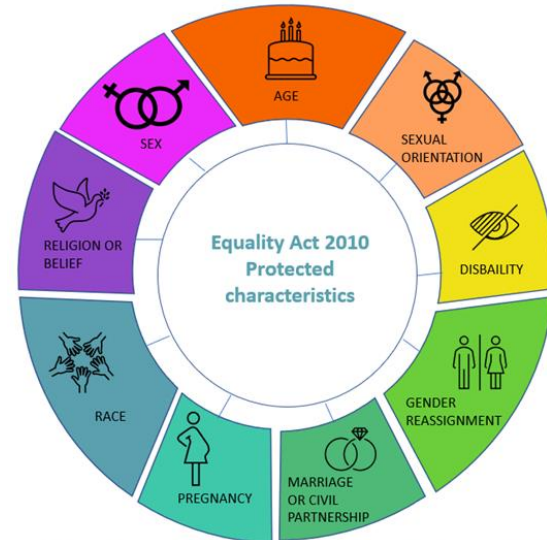 Equality Act 2010
Protected
characteristics
AGE
SEXUAL
ORIENTATION
DISBAILITY
GENDER
REASSIGNMENT
MARRIAGE
OR CIVIL
PARTNERSHIP
PREGNANCY
RACE
RELIGION OR
BELIEF
SEX